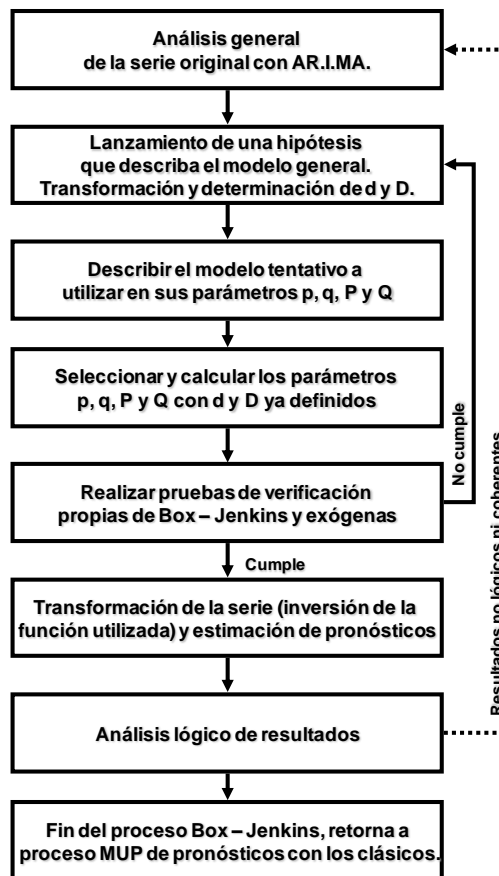 Análisis general
de la serie original con AR.I.MA.
Lanzamiento de una hipótesis
que describa el modelo general.
Transformación y determinación de d y D.
Describir el modelo tentativo a
utilizar en sus parámetros p, q, P y Q
Seleccionar y calcular los parámetros
p, q, P y Q con d y D ya definidos
No cumple
Realizar pruebas de verificación
propias de Box – Jenkins y exógenas
Cumple
Resultados no lógicos ni coherentes
Transformación de la serie (inversión de la
función utilizada) y estimación de pronósticos
Análisis lógico de resultados
Fin del proceso Box – Jenkins, retorna a
proceso MUP de pronósticos con los clásicos.